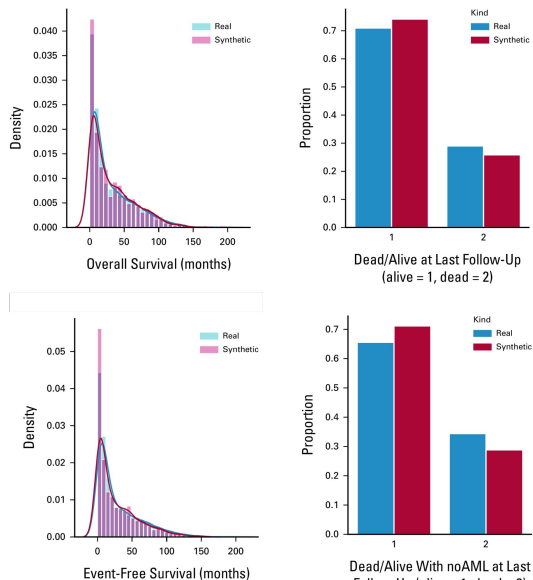 0.040
0.035
0.030
0.025
0.020
0.015
0.010
0.005
0.000
Density
Real
Synthetic
0 50 100 150 200
Overall Survival (months)
0.7
0.6
0.5
0.4
0.3
0.2
0.1
0.0
Proportion
Kind
Real
Synthetic
1 2
Dead/Alive at Last Follow-Up
(alive = 1, dead = 2)
0.05
0.04
0.03
0.02
0.01
0.00
Density
Real
Synthetic
0 50 100 150 200
Event-Free Survival (months)
0.7
0.6
0.5
0.4
0.3
0.2
0.1
0.0
Proportion
Kind
Real
Synthetic
1 2
Dead/Alive With noAML at Last